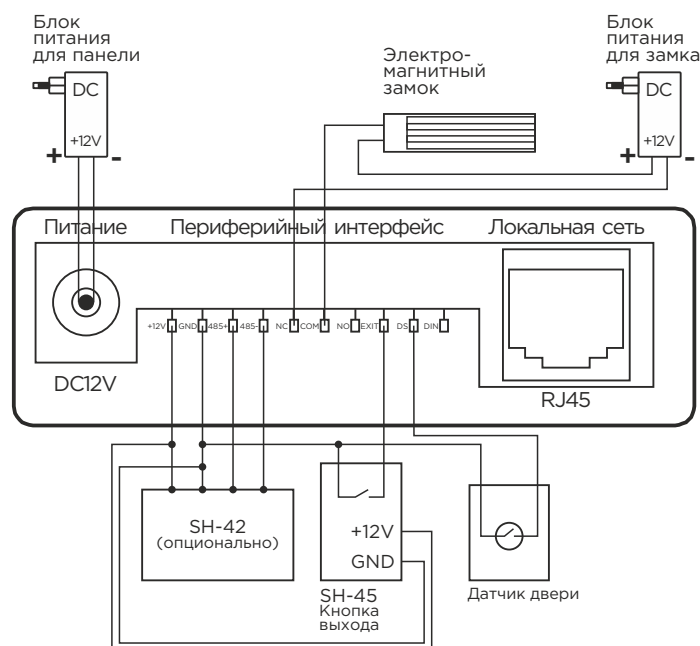 Блок
питания
для панели
Электро-
магнитный
замок
Блок
питания
для замка
DC
+12V
+ -
DC
+12V
+ -
Питание
Периферийный интерфейс
Локальная сеть
+12V GND 485+ 485- NC COM NO EXIT DS DIN
DC12V
RJ45
SH-42
(опционально)
+12V
GND
SH-45
Кнопка
выхода
Датчик двери